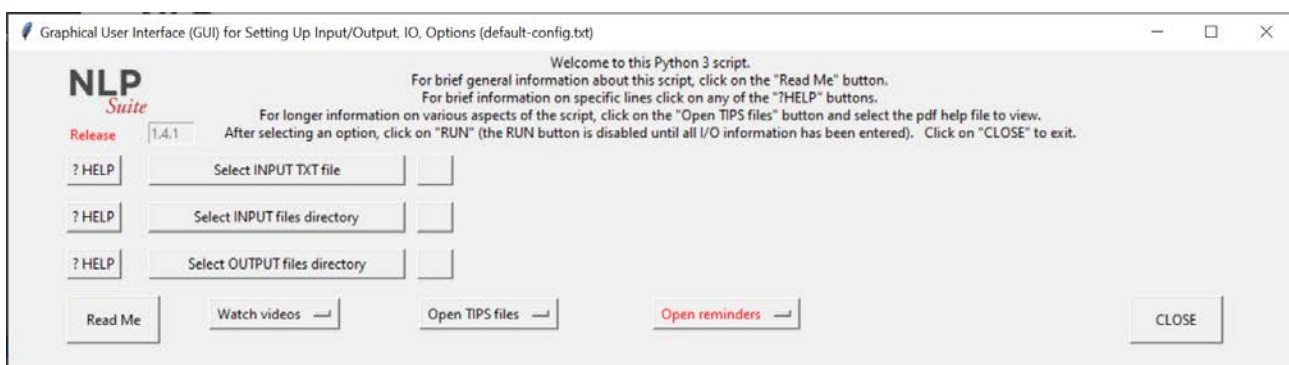 Graphical User Interface (GUI) for Setting Up Input/Output, IO, Options (default-config.txt)
Welcome to this Python 3 script.
For brief general information about this script, click on the "Read Me" button.
For brief information on specific lines click on any of the "?HELP" buttons.
For longer information on various aspects of the script, click on the "Open TIPS files" button and select the pdf help file to view.
After selecting an option, click on "RUN" (the RUN button is disabled until all I/O information has been entered). Click on "CLOSE" to exit.
NLP
Suite
Release 1.4.1
? HELP Select INPUT TXT file
? HELP Select INPUT files directory
? HELP Select OUTPUT files directory
Read Me Watch videos Open TIPS files Open reminders CLOSE